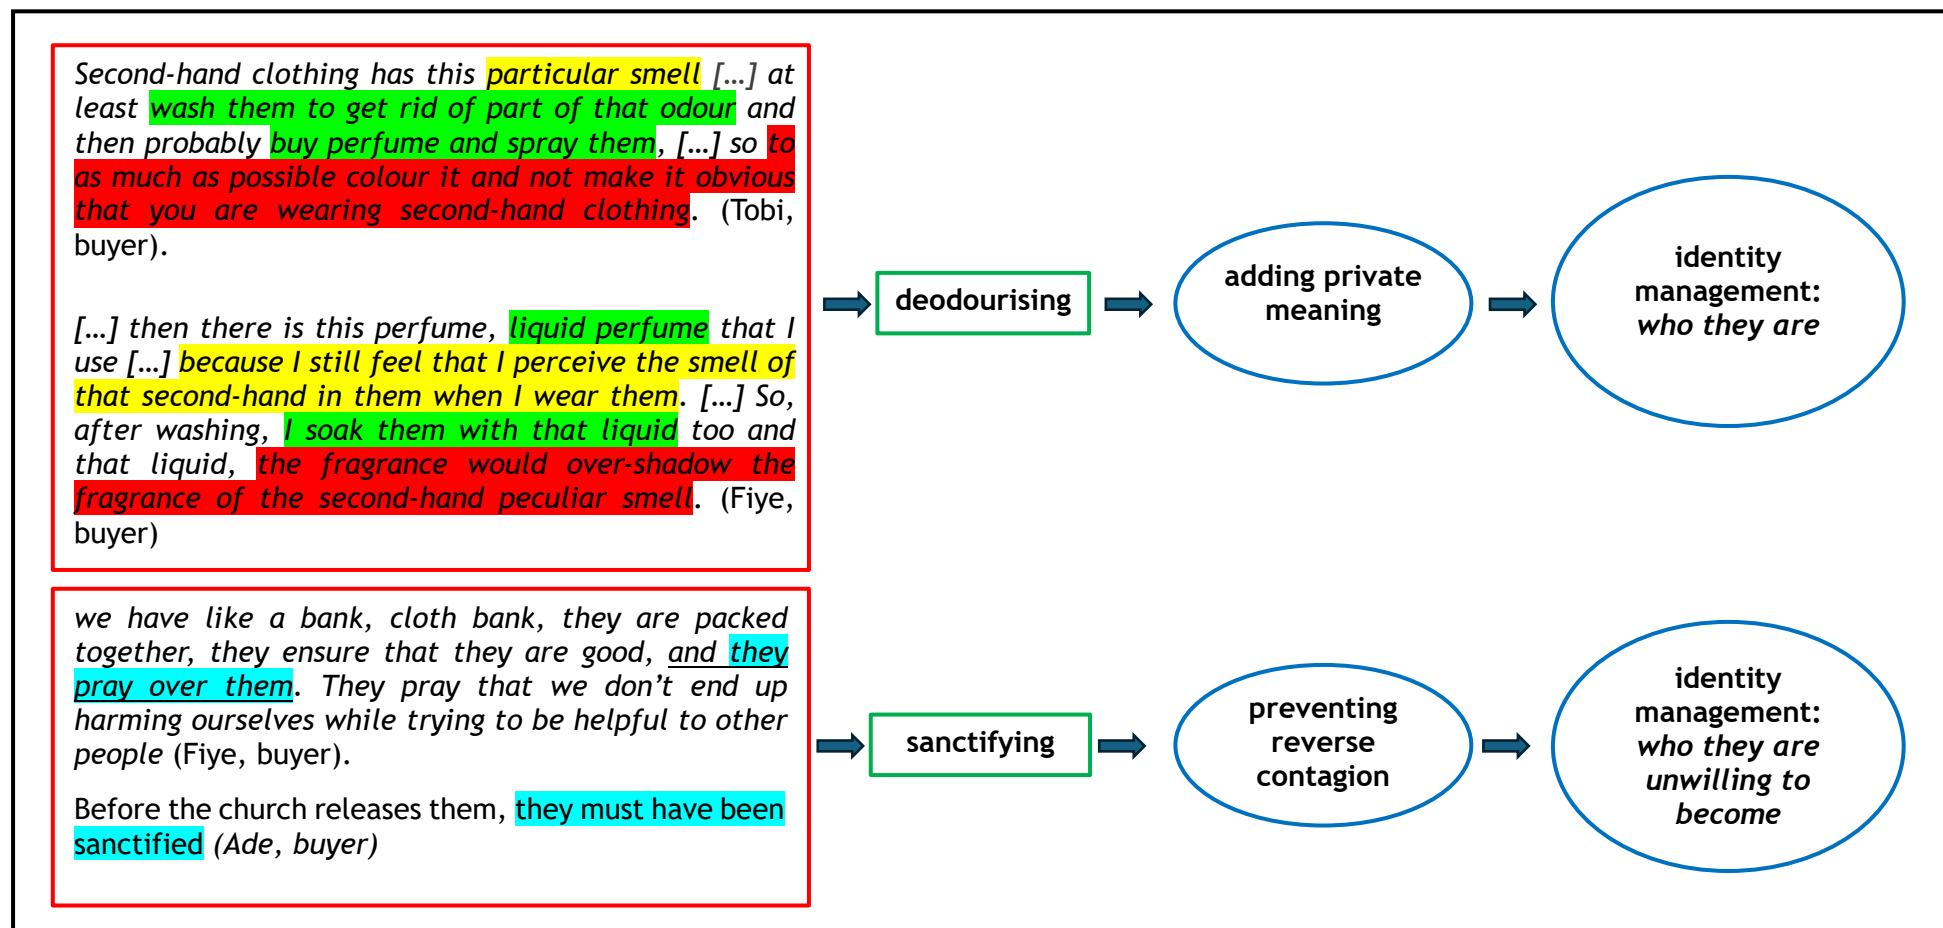 Second-hand clothing has this particular smell […] at
least wash them to get rid of part of that odour and
then probably buy perfume and spray them, […] so to
as much as possible colour it and not make it obvious
that you are wearing second-hand clothing. (Tobi,
buyer).
[…] then there is this perfume, liquid perfume that I
use […] because I still feel that I perceive the smell of
that second-hand in them when I wear them. […] So,
after washing, I soak them with that liquid too and
that liquid, the fragrance would over-shadow the
fragrance of the second-hand peculiar smell. (Fiye,
buyer)
deodourising
adding private
meaning
identity
management:
who they are
we have like a bank, cloth bank, they are packed
together, they ensure that they are good, and they
pray over them. They pray that we don’t end up
harming ourselves while trying to be helpful to other
people (Fiye, buyer).
Before the church releases them, they must have been
sanctified (Ade, buyer)
sanctifying
preventing
reverse
contagion
identity
management:
who they are
unwilling to
become